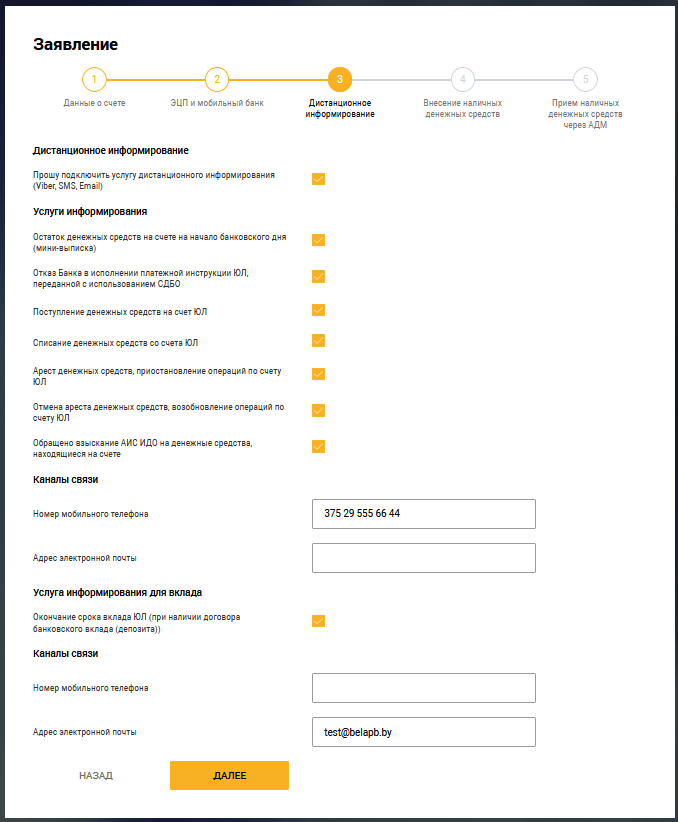 Заявление
1
2
3
4
5
Данные о счете
ЭЦП и мобильный банк
Дистанционное
информирование
Внесение наличных
денежных средств
Прием наличных
денежных средств
через АДМ
Дистанционное информирование
Прошу подключить услугу дистанционного информирования
(Viber, SMS, Email)
Услуги информирования
Остаток денежных средств на счете на начало банковского дня
(мини-выписка)
Отказ Банка в исполнении платежной инструкции ЮЛ,
переданной с использованием СДБО
Поступление денежных средств на счет ЮЛ
Списание денежных средств со счета ЮЛ
Арест денежных средств, приостановление операций по счету
ЮЛ
Отмена ареста денежных средств, возобновление операций по
счету ЮЛ
Обращено взыскание АИС ИДО на денежные средства,
находящиеся на счете
Каналы связи
Номер мобильного телефона
375 29 555 66 44
Адрес электронной почты
Услуга информирования для вклада
Окончание срока вклада ЮЛ (при наличии договора
банковского вклада (депозита))
Каналы связи
Номер мобильного телефона
Адрес электронной почты
test@belapb.by
НАЗАД
ДАЛЕЕ